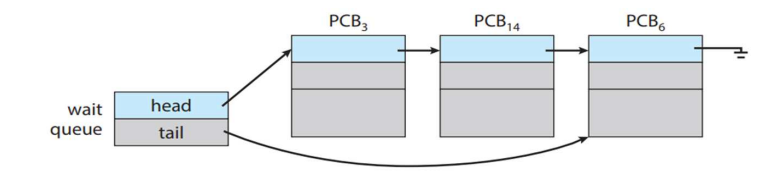 PCB₃ PCB₁₄ PCB₆
wait queue
head
tail